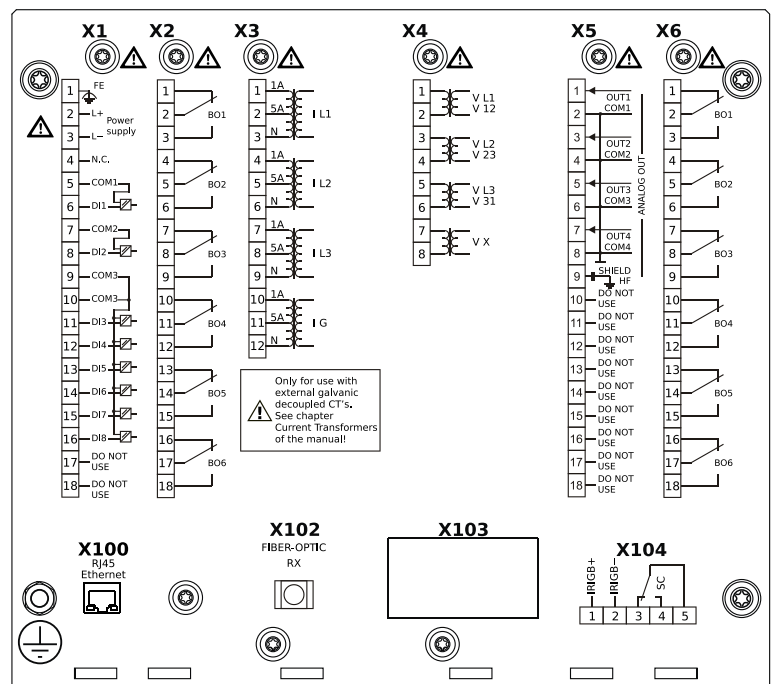 X1
X2
X3
X4
X5
X6
1 FE
2 L+
Power
supply
3 L−
4 N.C.
5 COM1
6 DI1
7 COM2
8 DI2
9 COM3
10 COM3
11 DI3
12 DI4
13 DI5
14 DI6
15 DI7
16 DI8
17 DO NOT
USE
18 DO NOT
USE
1
2 BO1
3
4
5 BO2
6
7
8 BO3
9
10
11 BO4
12
13
14 BO5
15
16
17 BO6
18
1 1A
2 5A I L1
3 N
4 1A
5 5A I L2
6 N
7 1A
8 5A I L3
9 N
10 1A
11 5A I G
12 N
Only for use with
external galvanic
decoupled CT's.
See chapter
Current Transformers
of the manual!
1 V L1
2 V 12
3 V L2
4 V 23
5 V L3
6 V 31
7
V X
8
1 OUT1
2 COM1
3 OUT2
4 COM2
5 OUT3
6 COM3
7 OUT4
8 COM4
ANALOG OUT
9 SHIELD
HF
10 DO NOT
USE
11 DO NOT
USE
12 DO NOT
USE
13 DO NOT
USE
14 DO NOT
USE
15 DO NOT
USE
16 DO NOT
USE
17 DO NOT
USE
18 DO NOT
USE
1
2 BO1
3
4
5 BO2
6
7
8 BO3
9
10
11 BO4
12
13
14 BO5
15
16
17 BO6
18
X100
RJ45
Ethernet
X102
FIBER-OPTIC
RX
X103
X104
IRIGB+
IRIGB−
SC
1 2 3 4 5